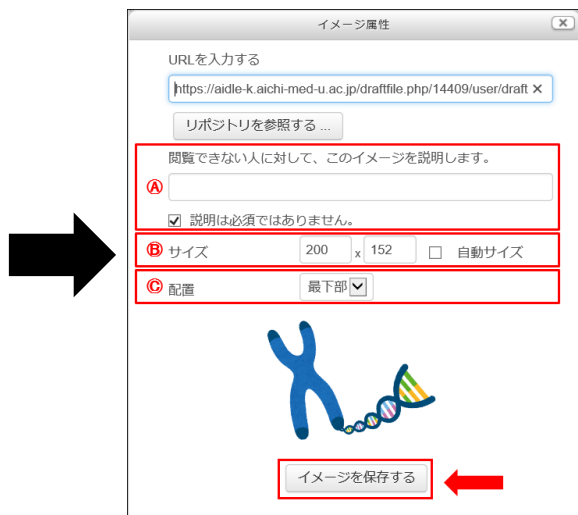 イメージ属性
URLを入力する
https://aidle-k.aichi-med-u.ac.jp/draftfile.php/14409/user/draft ×
リポジトリを参照する ...
閲覧できない人に対して、このイメージを説明します。
Ⓐ
説明は必須ではありません。
Ⓑ サイズ 200 x 152 自動サイズ
Ⓒ 配置 最下部
イメージを保存する